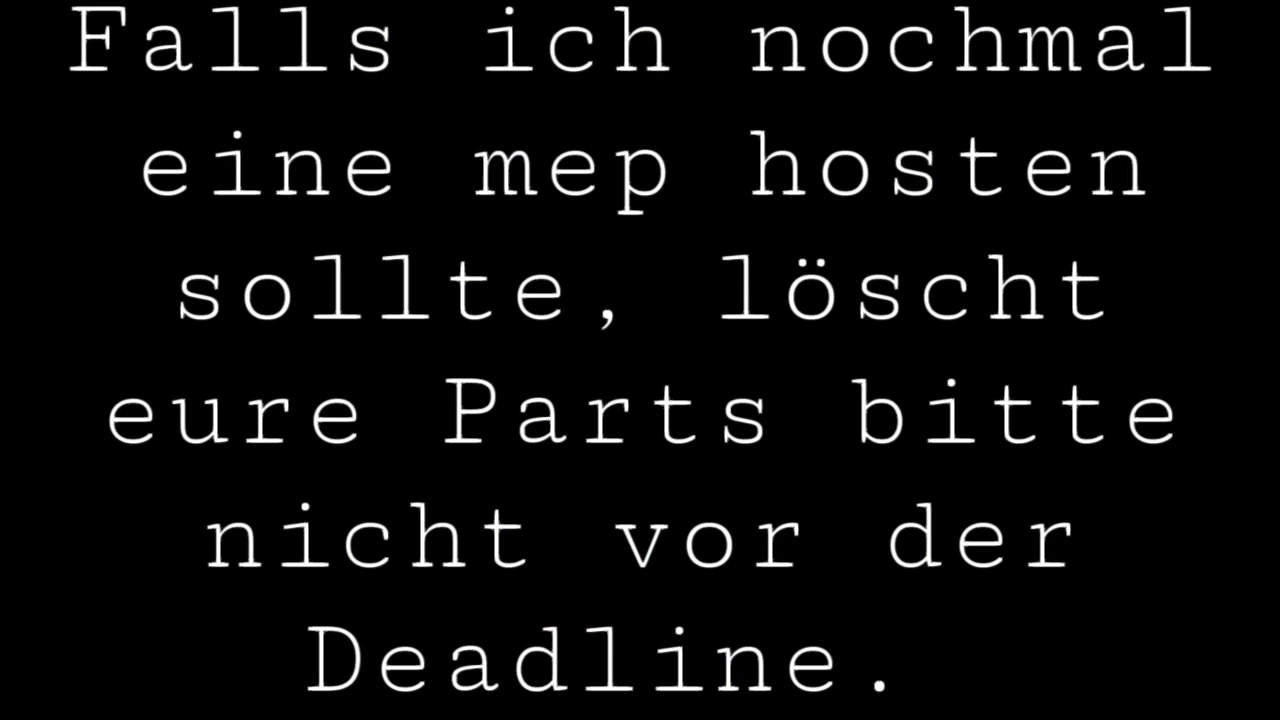 Falls ich nochmal
eine mep hosten
sollte, löscht
eure Parts bitte
nicht vor der
Deadline.